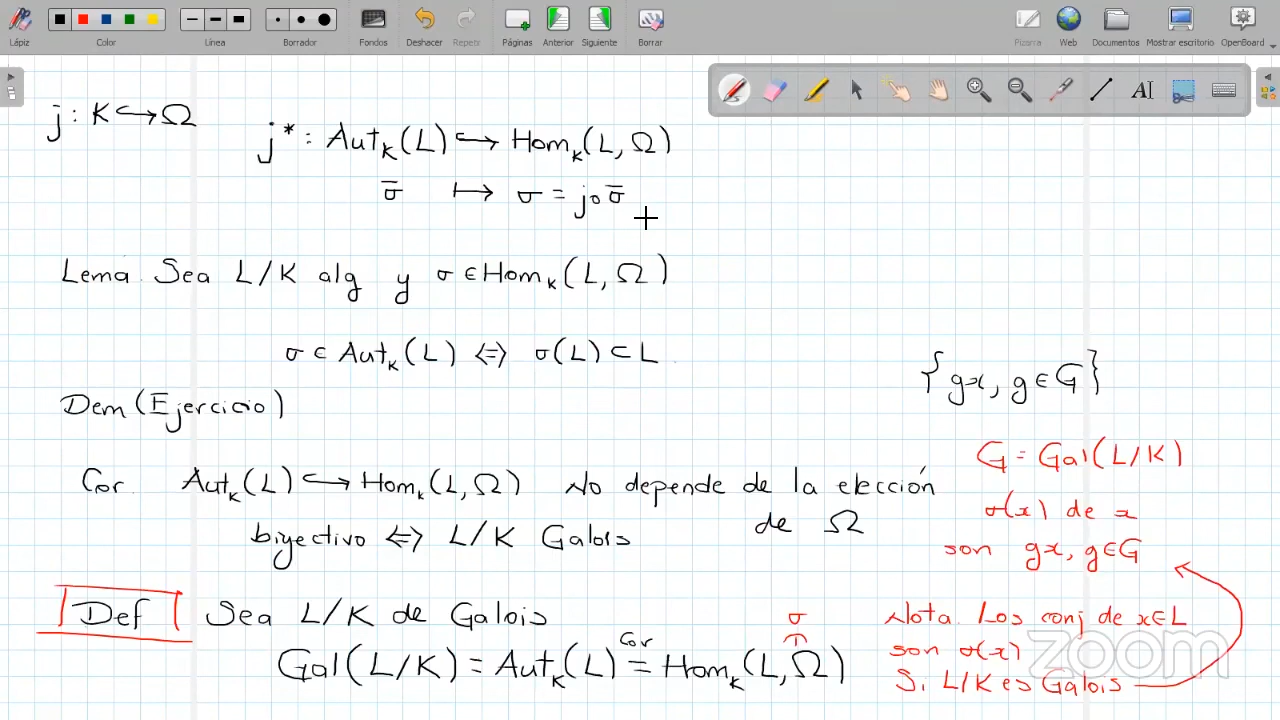 Lápiz Color Línea Borrador Fondos Deshacer Repetir Páginas Anterior Siguiente Borrar Pizarra Web Documentos Mostrar escritorio OpenBoard
j : K ↪ Ω
j* : Aut_K(L) ↪ Hom_K(L, Ω)
σ̄ ↦ σ = j∘σ̄
Lema. Sea L/K alg y σ ∈ Hom_K(L, Ω)
σ ∈ Aut_K(L) ⇔ σ(L) ⊂ L
Dem (Ejercicio)
Cor. Aut_K(L) ↪ Hom_K(L, Ω) No depende de la elección
de Ω
biyectivo ⇔ L/K Galois
Def Sea L/K de Galois
Gal(L/K) = Aut_K(L) = Hom_K(L, Ω)
Cor
σ
{gx, g ∈ G}
G = Gal(L/K)
σ(x) de x
son gx, g ∈ G
Nota. Los conj de x ∈ L
son σ(x)
Si L/K es Galois
zoom